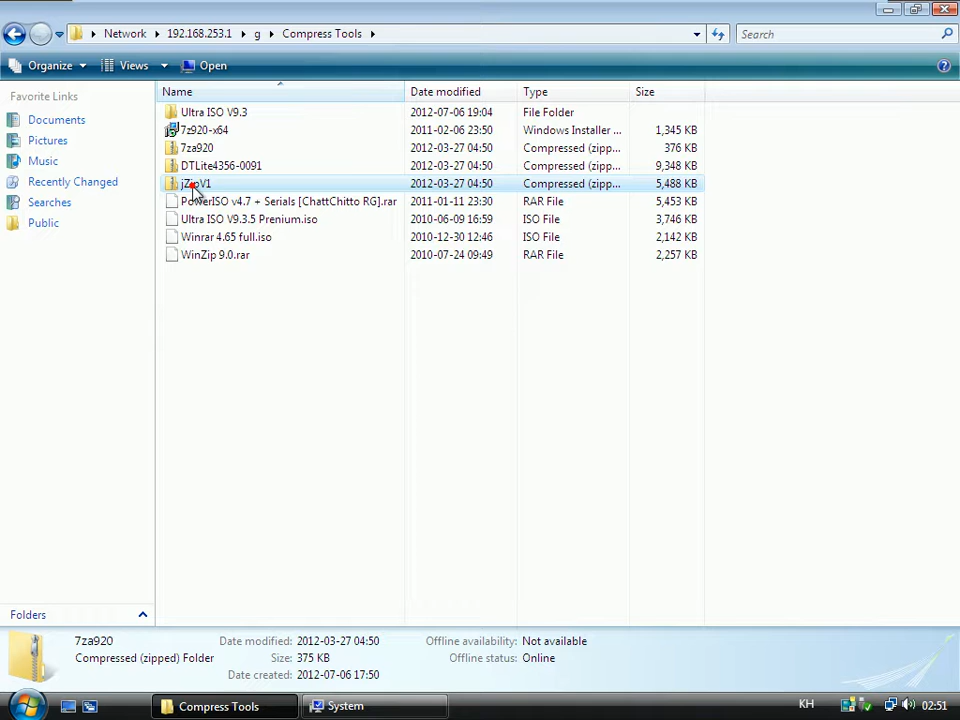 Network ▸ 192.168.253.1 ▸ g ▸ Compress Tools ▸
Search
Organize Views Open
Favorite Links
Documents
Pictures
Music
Recently Changed
Searches
Public
Folders
Name Date modified Type Size
Ultra ISO V9.3 2012-07-06 19:04 File Folder
7z920-x64 2011-02-06 23:50 Windows Installer ... 1,345 KB
7za920 2012-03-27 04:50 Compressed (zipp... 376 KB
DTLite4356-0091 2012-03-27 04:50 Compressed (zipp... 9,348 KB
jZipV1 2012-03-27 04:50 Compressed (zipp... 5,488 KB
PowerISO v4.7 + Serials [ChattChitto RG].rar 2011-01-11 23:30 RAR File 5,453 KB
Ultra ISO V9.3.5 Prenium.iso 2010-06-09 16:59 ISO File 3,746 KB
Winrar 4.65 full.iso 2010-12-30 12:46 ISO File 2,142 KB
WinZip 9.0.rar 2010-07-24 09:49 RAR File 2,257 KB
7za920 Date modified: 2012-03-27 04:50 Offline availability: Not available
Compressed (zipped) Folder Size: 375 KB Offline status: Online
Date created: 2012-07-06 17:50
Compress Tools System KH 02:51